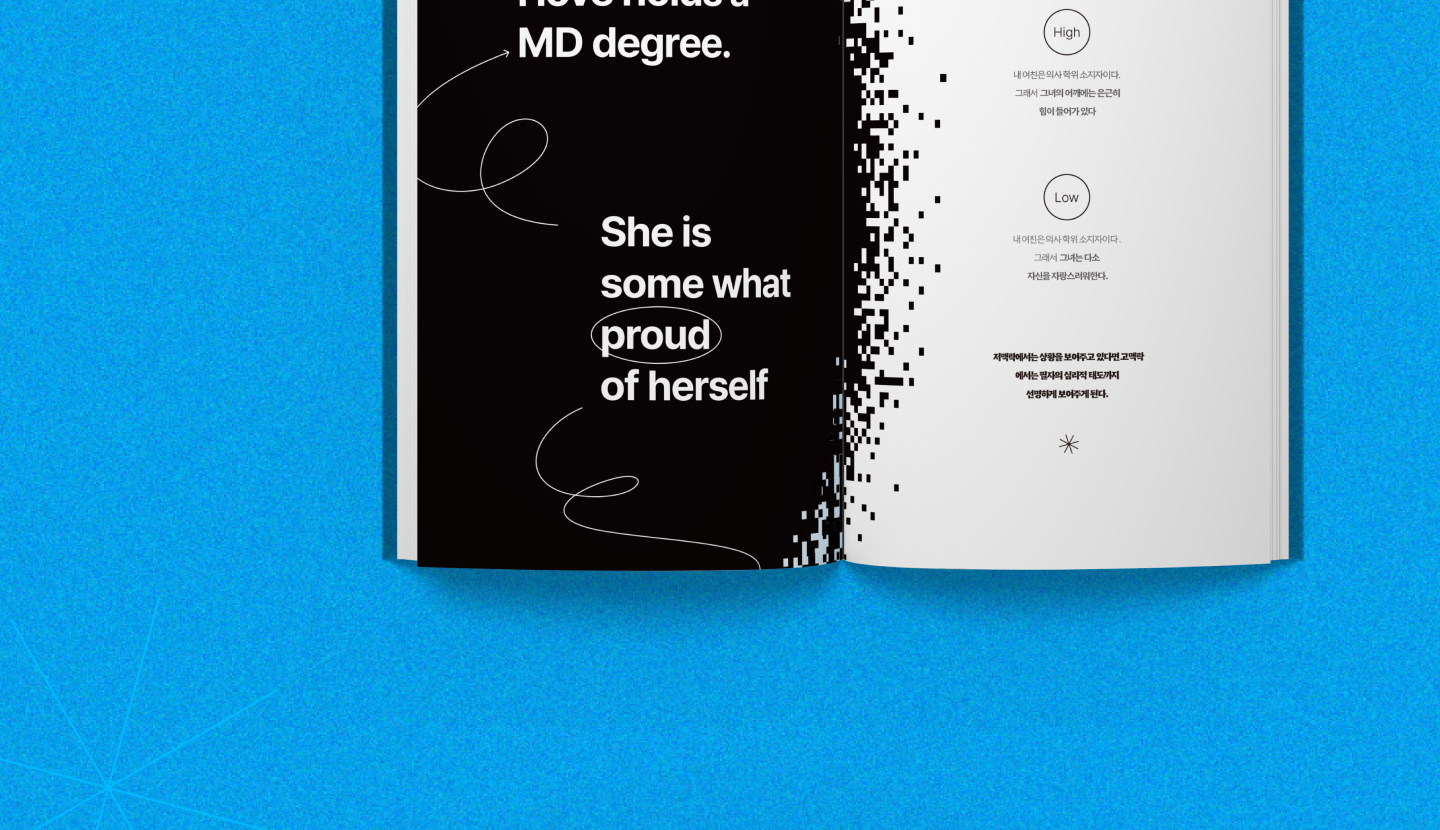 MD degree.
She is
some what
proud
of herself
High
내 여친은 의사 학위 소지자이다.
그래서 그녀의 어깨에는 은근히
힘이 들어가 있다
Low
내 여친은 의사 학위 소지자이다.
그래서 그녀는 다소
자신을 자랑스러워한다.
저맥락에서는 상황을 보여주고 있다면 고맥락
에서는 필자의 심리적 태도까지
선명하게 보여주게 된다.